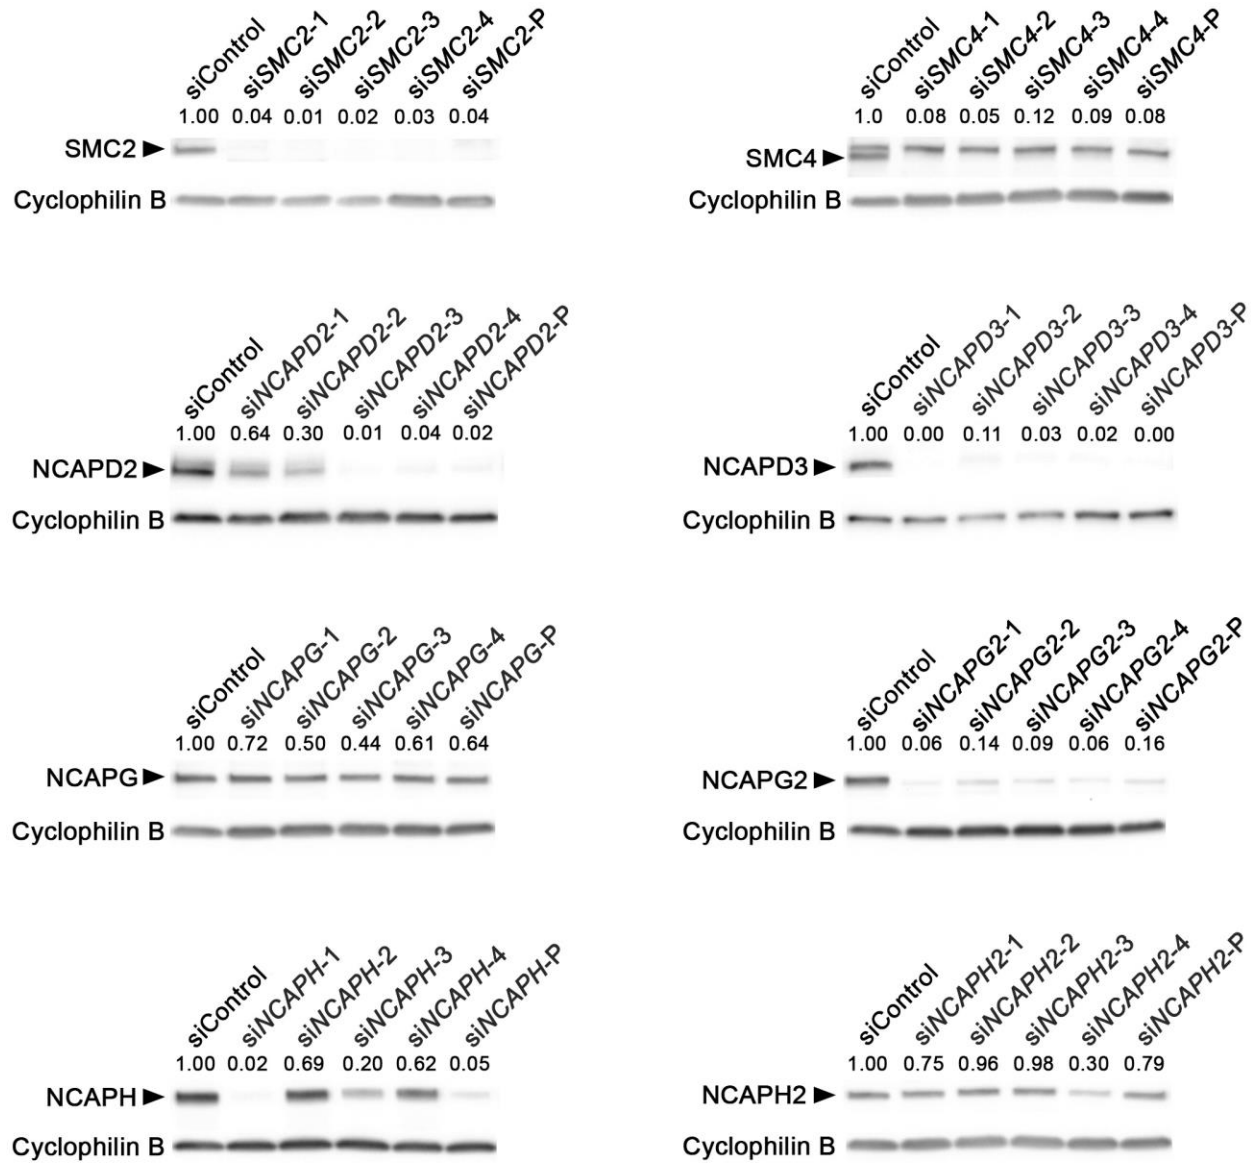 siControl siSMC2-1 siSMC2-2 siSMC2-3 siSMC2-4 siSMC2-P
1.00 0.04 0.01 0.02 0.03 0.04
SMC2
Cyclophilin B
siControl siSMC4-1 siSMC4-2 siSMC4-3 siSMC4-4 siSMC4-P
1.0 0.08 0.05 0.12 0.09 0.08
SMC4
Cyclophilin B
siControl siNCAPD2-1 siNCAPD2-2 siNCAPD2-3 siNCAPD2-4 siNCAPD2-P
1.00 0.64 0.30 0.01 0.04 0.02
NCAPD2
Cyclophilin B
siControl siNCAPD3-1 siNCAPD3-2 siNCAPD3-3 siNCAPD3-4 siNCAPD3-P
1.00 0.00 0.11 0.03 0.02 0.00
NCAPD3
Cyclophilin B
siControl siNCAPG-1 siNCAPG-2 siNCAPG-3 siNCAPG-4 siNCAPG-P
1.00 0.72 0.50 0.44 0.61 0.64
NCAPG
Cyclophilin B
siControl siNCAPG2-1 siNCAPG2-2 siNCAPG2-3 siNCAPG2-4 siNCAPG2-P
1.00 0.06 0.14 0.09 0.06 0.16
NCAPG2
Cyclophilin B
siControl siNCAPH-1 siNCAPH-2 siNCAPH-3 siNCAPH-4 siNCAPH-P
1.00 0.02 0.69 0.20 0.62 0.05
NCAPH
Cyclophilin B
siControl siNCAPH2-1 siNCAPH2-2 siNCAPH2-3 siNCAPH2-4 siNCAPH2-P
1.00 0.75 0.96 0.98 0.30 0.79
NCAPH2
Cyclophilin B